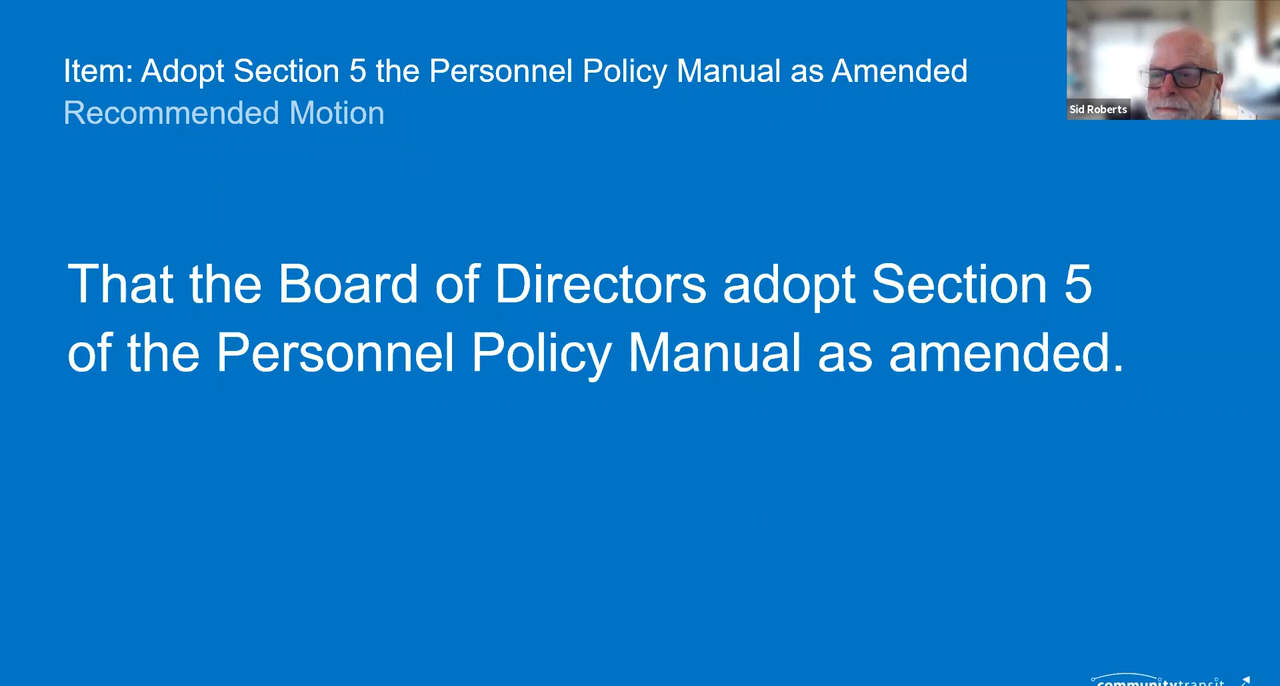 Item: Adopt Section 5 the Personnel Policy Manual as Amended
Recommended Motion
Sid Roberts
That the Board of Directors adopt Section 5
of the Personnel Policy Manual as amended.
communitytransit